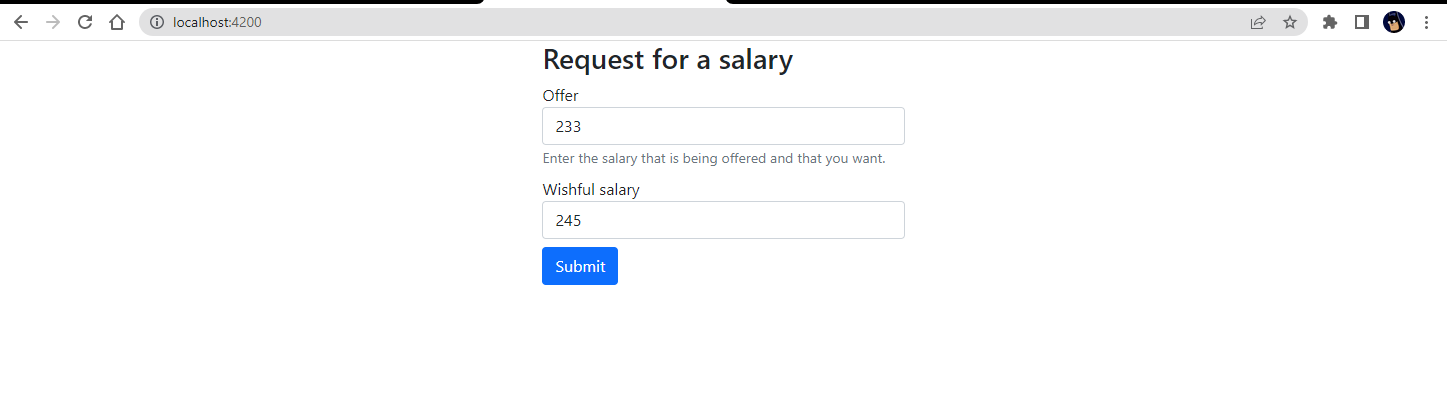 localhost:4200
Request for a salary
Offer
233
Enter the salary that is being offered and that you want.
Wishful salary
245
Submit